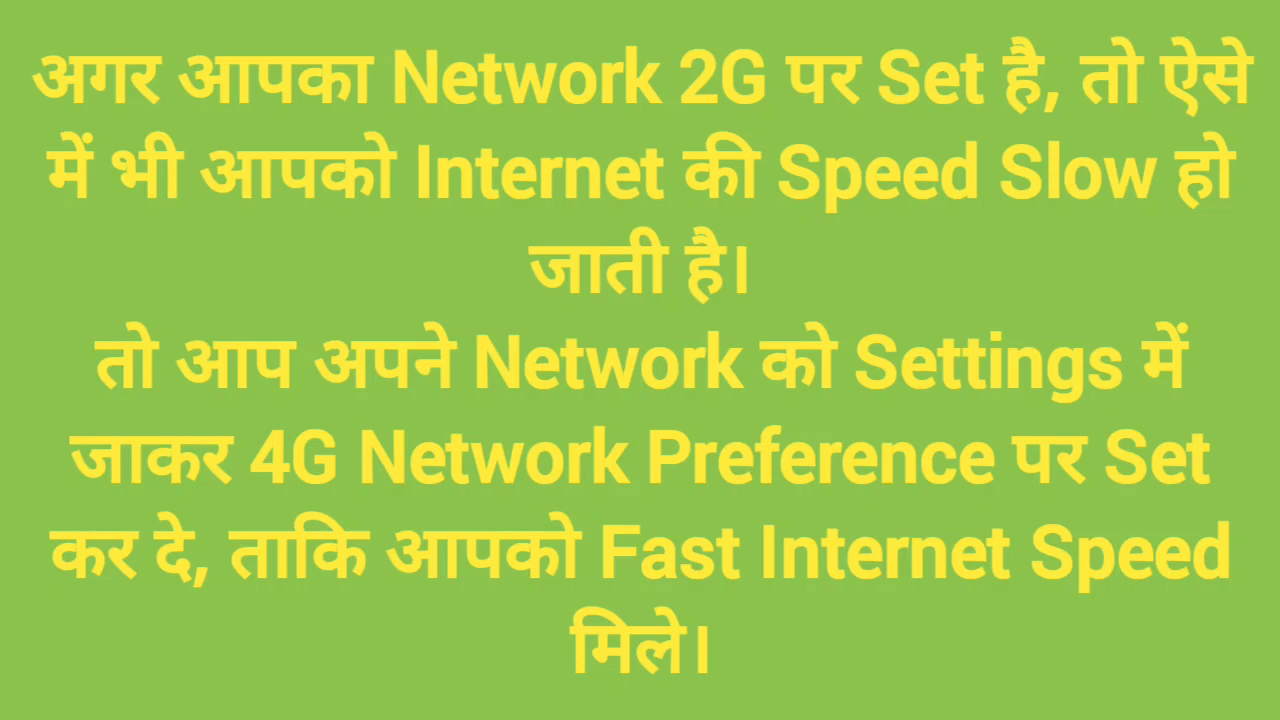 अगर आपका Network 2G पर Set है, तो ऐसे
में भी आपको Internet की Speed Slow हो
जाती है।
तो आप अपने Network को Settings में
जाकर 4G Network Preference पर Set
कर दे, ताकि आपको Fast Internet Speed
मिले।